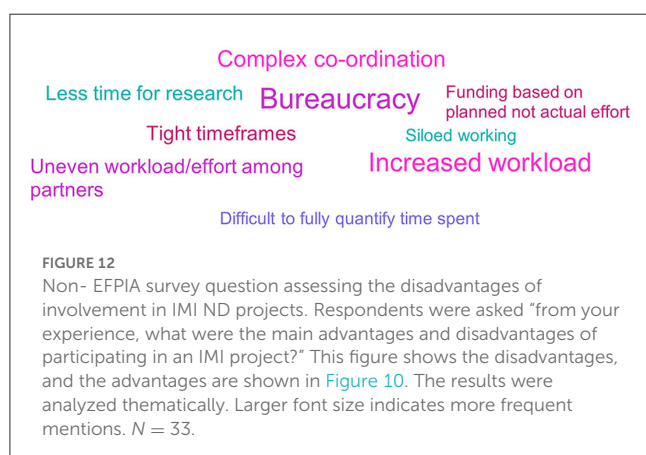 Complex co-ordination
Less time for research
Bureaucracy
Funding based on
planned not actual effort
Tight timeframes
Siloed working
Uneven workload/effort among
partners
Increased workload
Difficult to fully quantify time spent
FIGURE 12
Non- EFPIA survey question assessing the disadvantages of
involvement in IMI ND projects. Respondents were asked “from your
experience, what were the main advantages and disadvantages of
participating in an IMI project?” This figure shows the disadvantages,
and the advantages are shown in Figure 10. The results were
analyzed thematically. Larger font size indicates more frequent
mentions. N = 33.